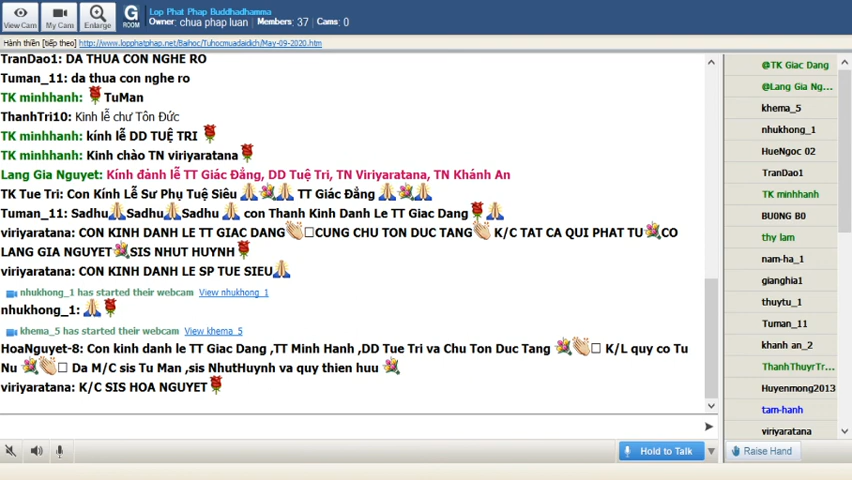 View Cam
My Cam
Enlarge
G
ROOM
Lop Phat Phap Buddhadhamma
Owner: chua phap luan Members: 37 Cams: 0
Hành thiền [tiếp theo] http://www.lopphatphap.net/Baihoc/Tuhocmuadaidich/May-09-2020.htm
TranDao1: DA THUA CON NGHE RO
Tuman_11: da thua con nghe ro
TK minhhanh: TuMan
ThanhTri10: Kinh lễ chư Tôn Đức
TK minhhanh: kính lễ DD TUỆ TRI
TK minhhanh: Kinh chào TN viriyaratana
Lang Gia Nguyet: Kính đảnh lễ TT Giác Đẳng, DD Tuệ Tri, TN Viriyaratana, TN Khánh An
TK Tue Tri: Con Kính Lễ Sư Phụ Tuệ Siêu TT Giác Đẳng
Tuman_11: Sadhu Sadhu Sadhu con Thanh Kinh Danh Le TT Giac Dang
viriyaratana: CON KINH DANH LE TT GIAC DANG CUNG CHU TON DUC TANG K/C TAT CA QUI PHAT TU CO
LANG GIA NGUYET SIS NHUT HUYNH
viriyaratana: CON KINH DANH LE SP TUE SIEU
nhukhong_1 has started their webcam View nhukhong_1
nhukhong_1:
khema_5 has started their webcam View khema_5
HoaNguyet-8: Con kinh danh le TT Giac Dang ,TT Minh Hanh ,DD Tue Tri va Chu Ton Duc Tang K/L quy co Tu
Nu Da M/C sis Tu Man ,sis NhutHuynh va quy thien huu
viriyaratana: K/C SIS HOA NGUYET
Hold to Talk
@TK Giac Dang
@Lang Gia Ng...
khema_5
nhukhong_1
HueNgoc 02
TranDao1
TK minhhanh
BU0NG B0
thy lam
nam-ha_1
gianghia1
thuytu_1
Tuman_11
khanh an_2
ThanhThuyrTr...
Huyenmong2013
tam-hanh
viriyaratana
Raise Hand